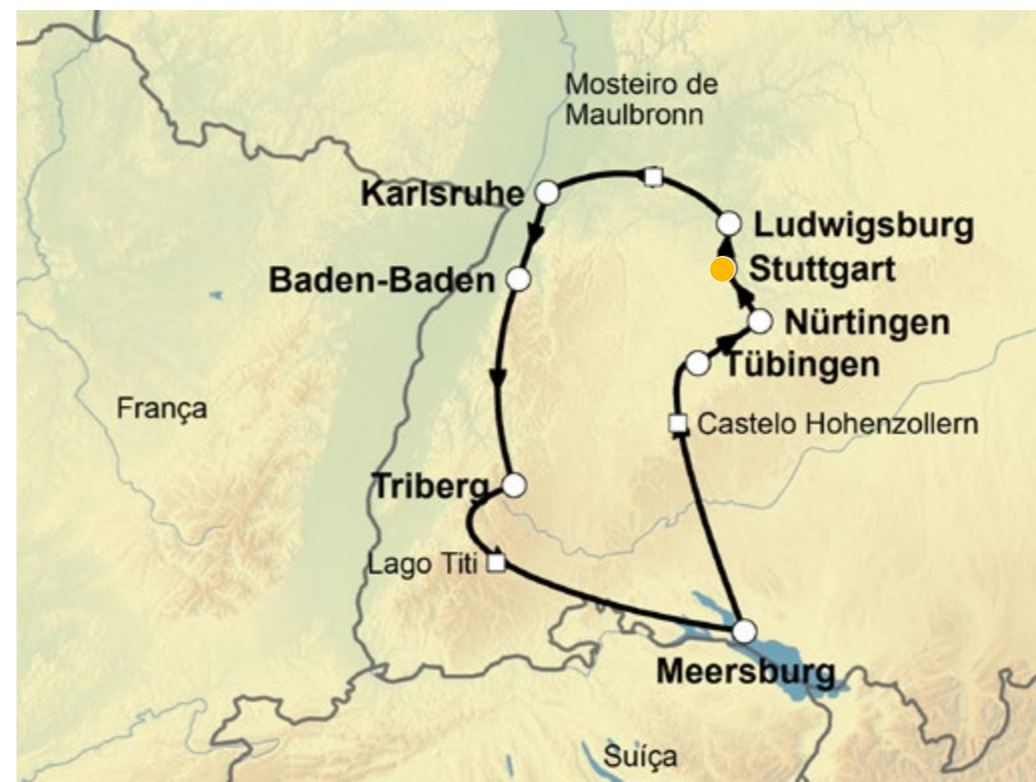 Mosteiro de
Maulbronn
Karlsruhe
Ludwigsburg
Stuttgart
Baden-Baden
Nürtingen
Tübingen
França
Castelo Hohenzollern
Triberg
Lago Titi
Meersburg
Suíça